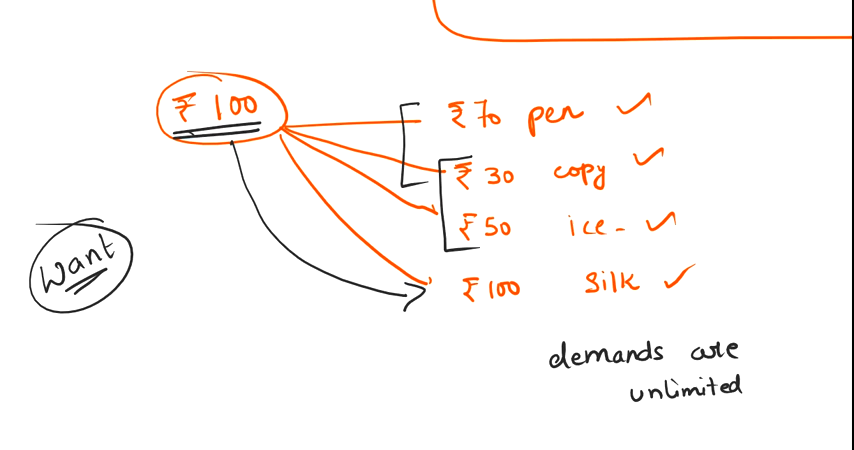 ₹ 100
₹ 70 pen
₹ 30 copy
₹ 50 ice -
₹ 100 silk
Want
demands are
unlimited